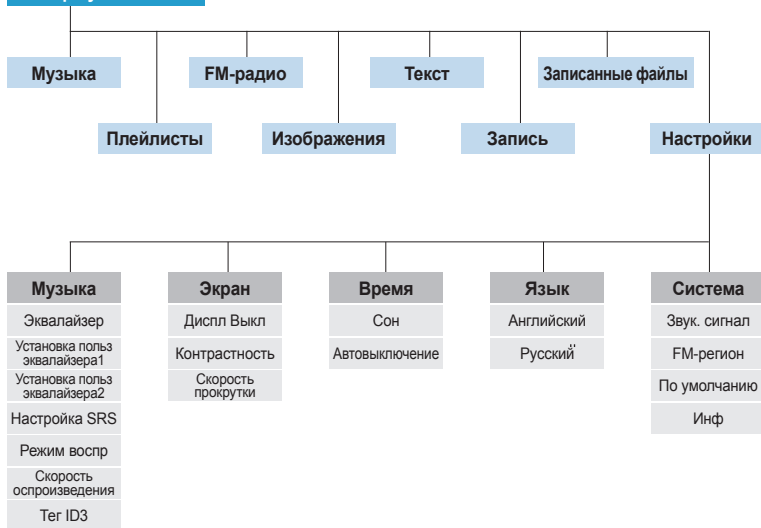 Музыка
FM-радио
Текст
Записанные файлы
Плейлисты
Изображения
Запись
Настройки
Музыка
Экран
Время
Язык
Система
Эквалайзер
Диспл Выкл
Сон
Английский
Звук. сигнал
Установка польз
эквалайзера1
Контрастность
Автовыключение
Русский
FM-регион
Установка польз
эквалайзера2
Скорость
прокрутки
По умолчанию
Настройка SRS
Инф
Режим воспр
Скорость
оспроизведения
Тег ID3